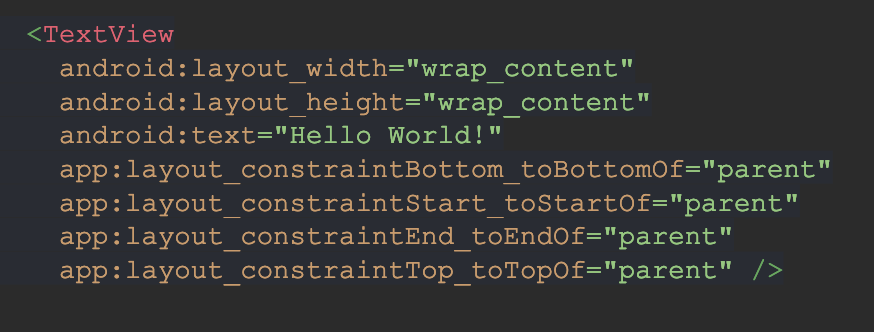 <TextView
android:layout_width="wrap_content"
android:layout_height="wrap_content"
android:text="Hello World!"
app:layout_constraintBottom_toBottomOf="parent"
app:layout_constraintStart_toStartOf="parent"
app:layout_constraintEnd_toEndOf="parent"
app:layout_constraintTop_toTopOf="parent" />